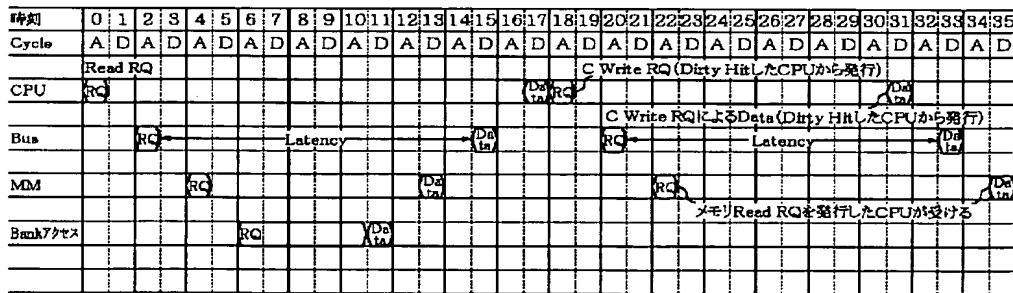 時刻 0 1 2 3 4 5 6 7 8 9 10 11 12 13 14 15 16 17 18 19 20 21 22 23 24 25 26 27 28 29 30 31 32 33 34 35
Cycle A D A D A D A D A D A D A D A D A D A D A D A D A D A D A D A D A D A D
Read RQ C Write RQ(Dirty HitしたCPUから発行)
CPU RQ Data RQ Data
C Write RQによるData(Dirty HitしたCPUから発行)
Bus RQ Latency Data RQ Latency Data
MM RQ Data RQ Data
メモリRead RQを発行したCPUが受ける
Bankアクセス RQ Data